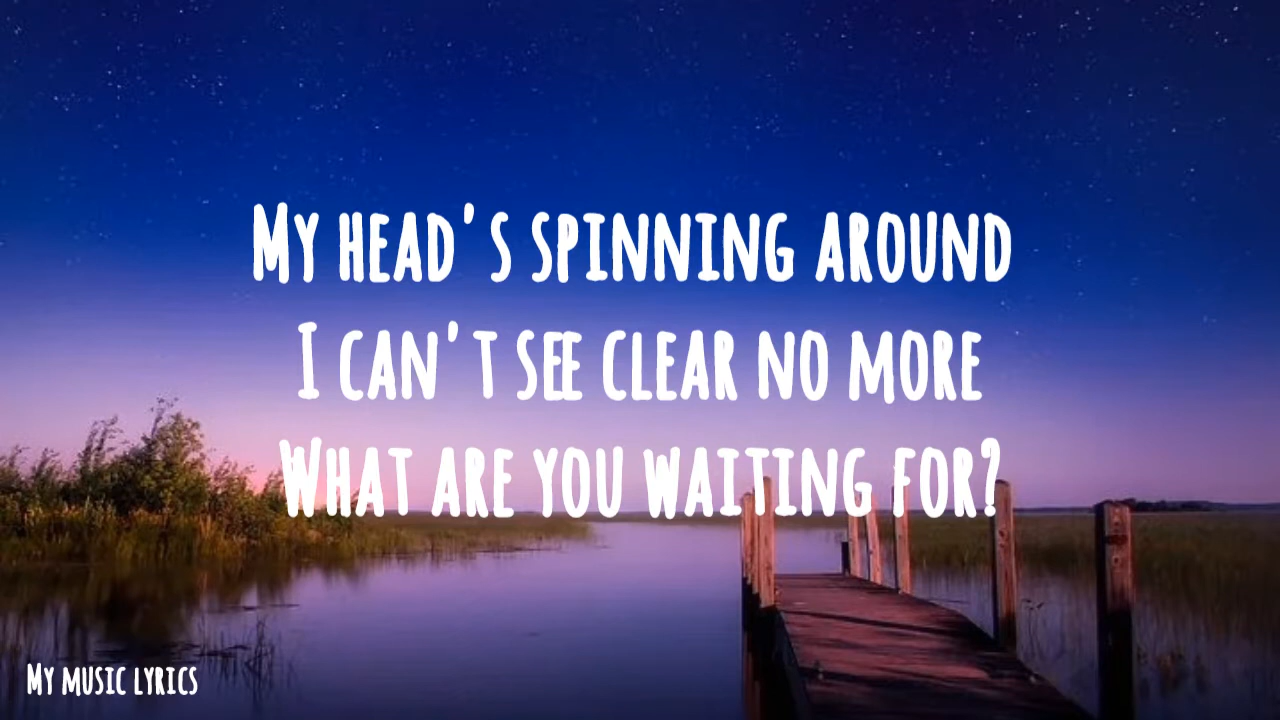 My head's spinning around
I can't see clear no more
What are you waiting for?
My music lyrics